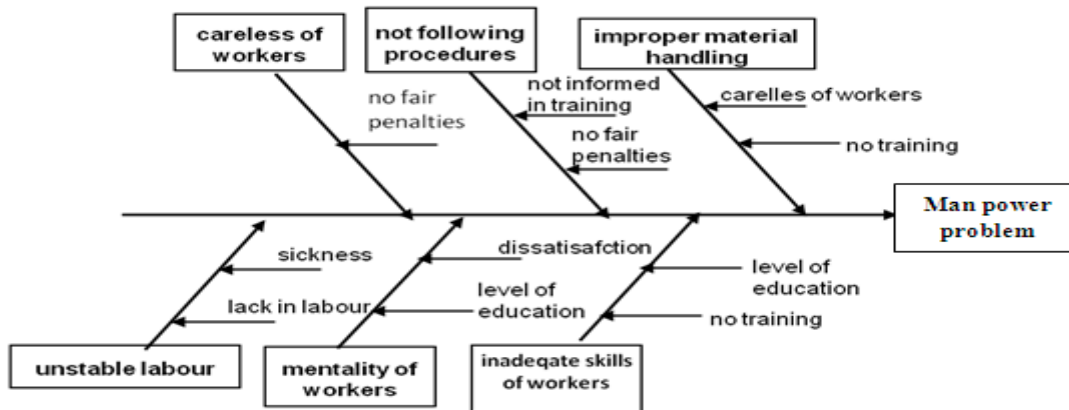 careless of
workers
not following
procedures
improper material
handling
no fair
penalties
not informed
in training
no fair
penalties
carelles of workers
no training
Man power
problem
sickness
lack in labour
dissatisafction
level of
education
level of
education
no training
unstable labour
mentality of
workers
inadeqate skills
of workers